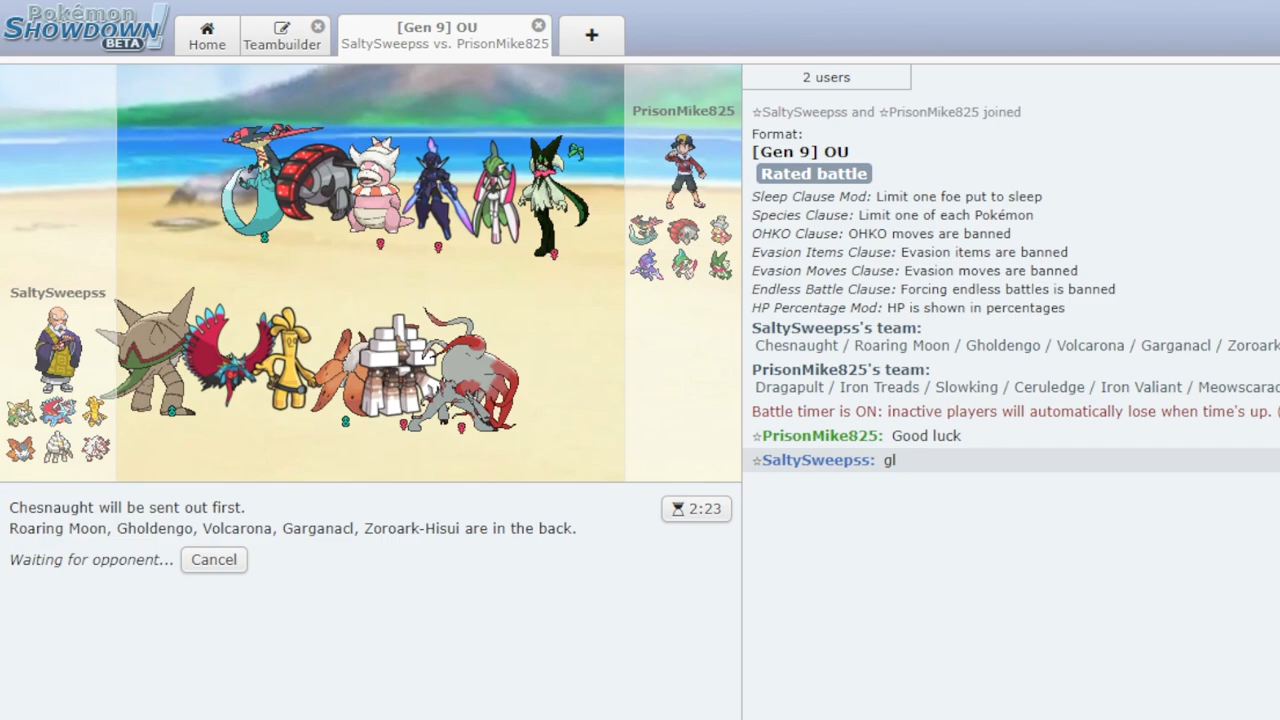 Pokémon
SHOWDOWN!
BETA
Home
Teambuilder
[Gen 9] OU
SaltySweepss vs. PrisonMike825
+
PrisonMike825
SaltySweepss
Chesnaught will be sent out first.
Roaring Moon, Gholdengo, Volcarona, Garganacl, Zoroark-Hisui are in the back.
Waiting for opponent... Cancel
2:23
2 users
☆SaltySweepss and ☆PrisonMike825 joined
Format:
[Gen 9] OU
Rated battle
Sleep Clause Mod: Limit one foe put to sleep
Species Clause: Limit one of each Pokémon
OHKO Clause: OHKO moves are banned
Evasion Items Clause: Evasion items are banned
Evasion Moves Clause: Evasion moves are banned
Endless Battle Clause: Forcing endless battles is banned
HP Percentage Mod: HP is shown in percentages
SaltySweepss's team:
Chesnaught / Roaring Moon / Gholdengo / Volcarona / Garganacl / Zoroark
PrisonMike825's team:
Dragapult / Iron Treads / Slowking / Ceruledge / Iron Valiant / Meowscarad
Battle timer is ON: inactive players will automatically lose when time's up. (
☆PrisonMike825: Good luck
☆SaltySweepss: gl